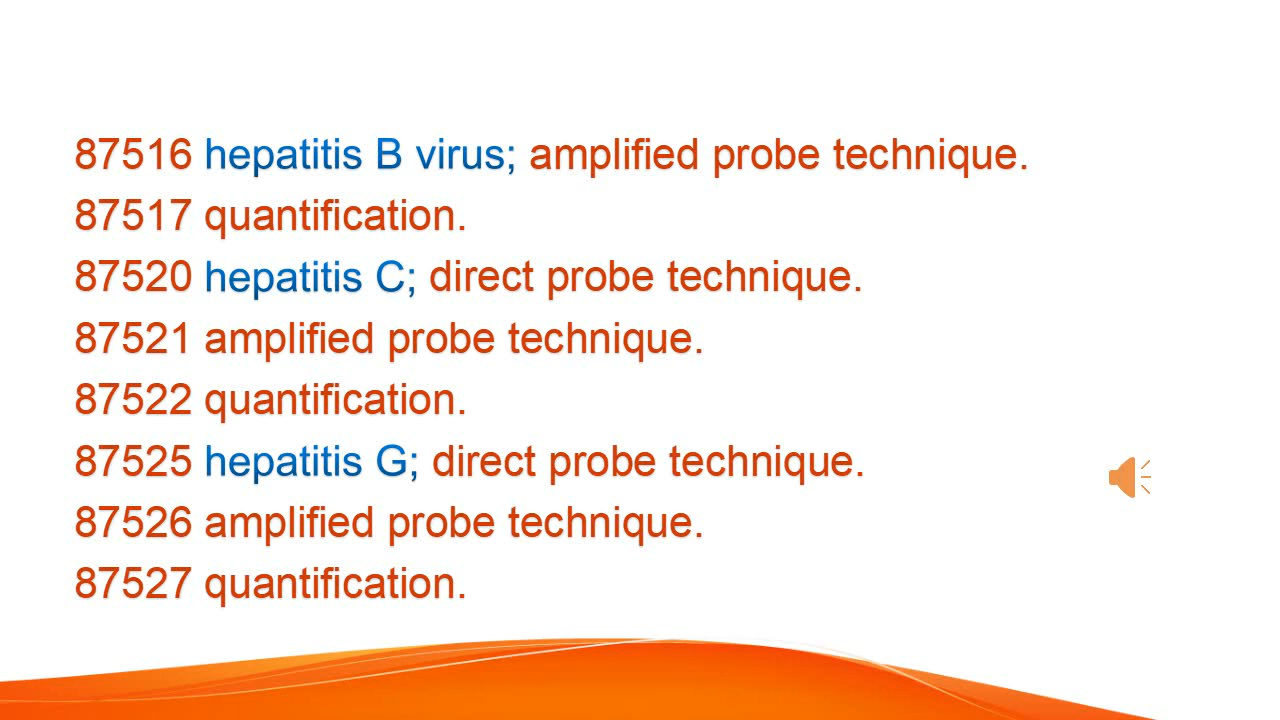 87516 hepatitis B virus; amplified probe technique.
87517 quantification.
87520 hepatitis C; direct probe technique.
87521 amplified probe technique.
87522 quantification.
87525 hepatitis G; direct probe technique.
87526 amplified probe technique.
87527 quantification.